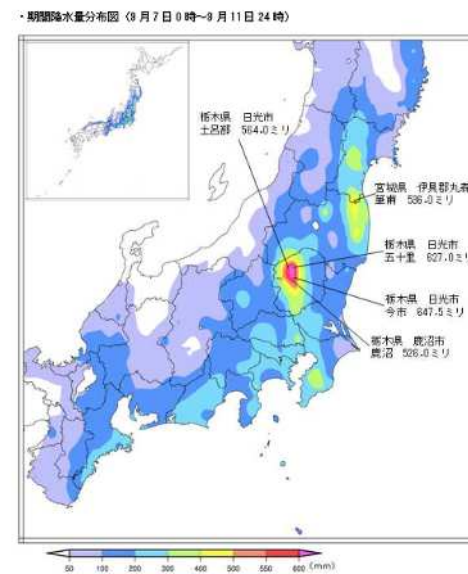 ・期間降水量分布図（9月7日0時～9月11日24時）
栃木県　日光市
土呂部　564.0ミリ
宮城県　伊具郡丸森
筆甫　536.0ミリ
栃木県　日光市
五十里　627.0ミリ
栃木県　日光市
今市　647.5ミリ
栃木県　鹿沼市
鹿沼　526.0ミリ
50 100 200 300 400 500 550 600 (mm)